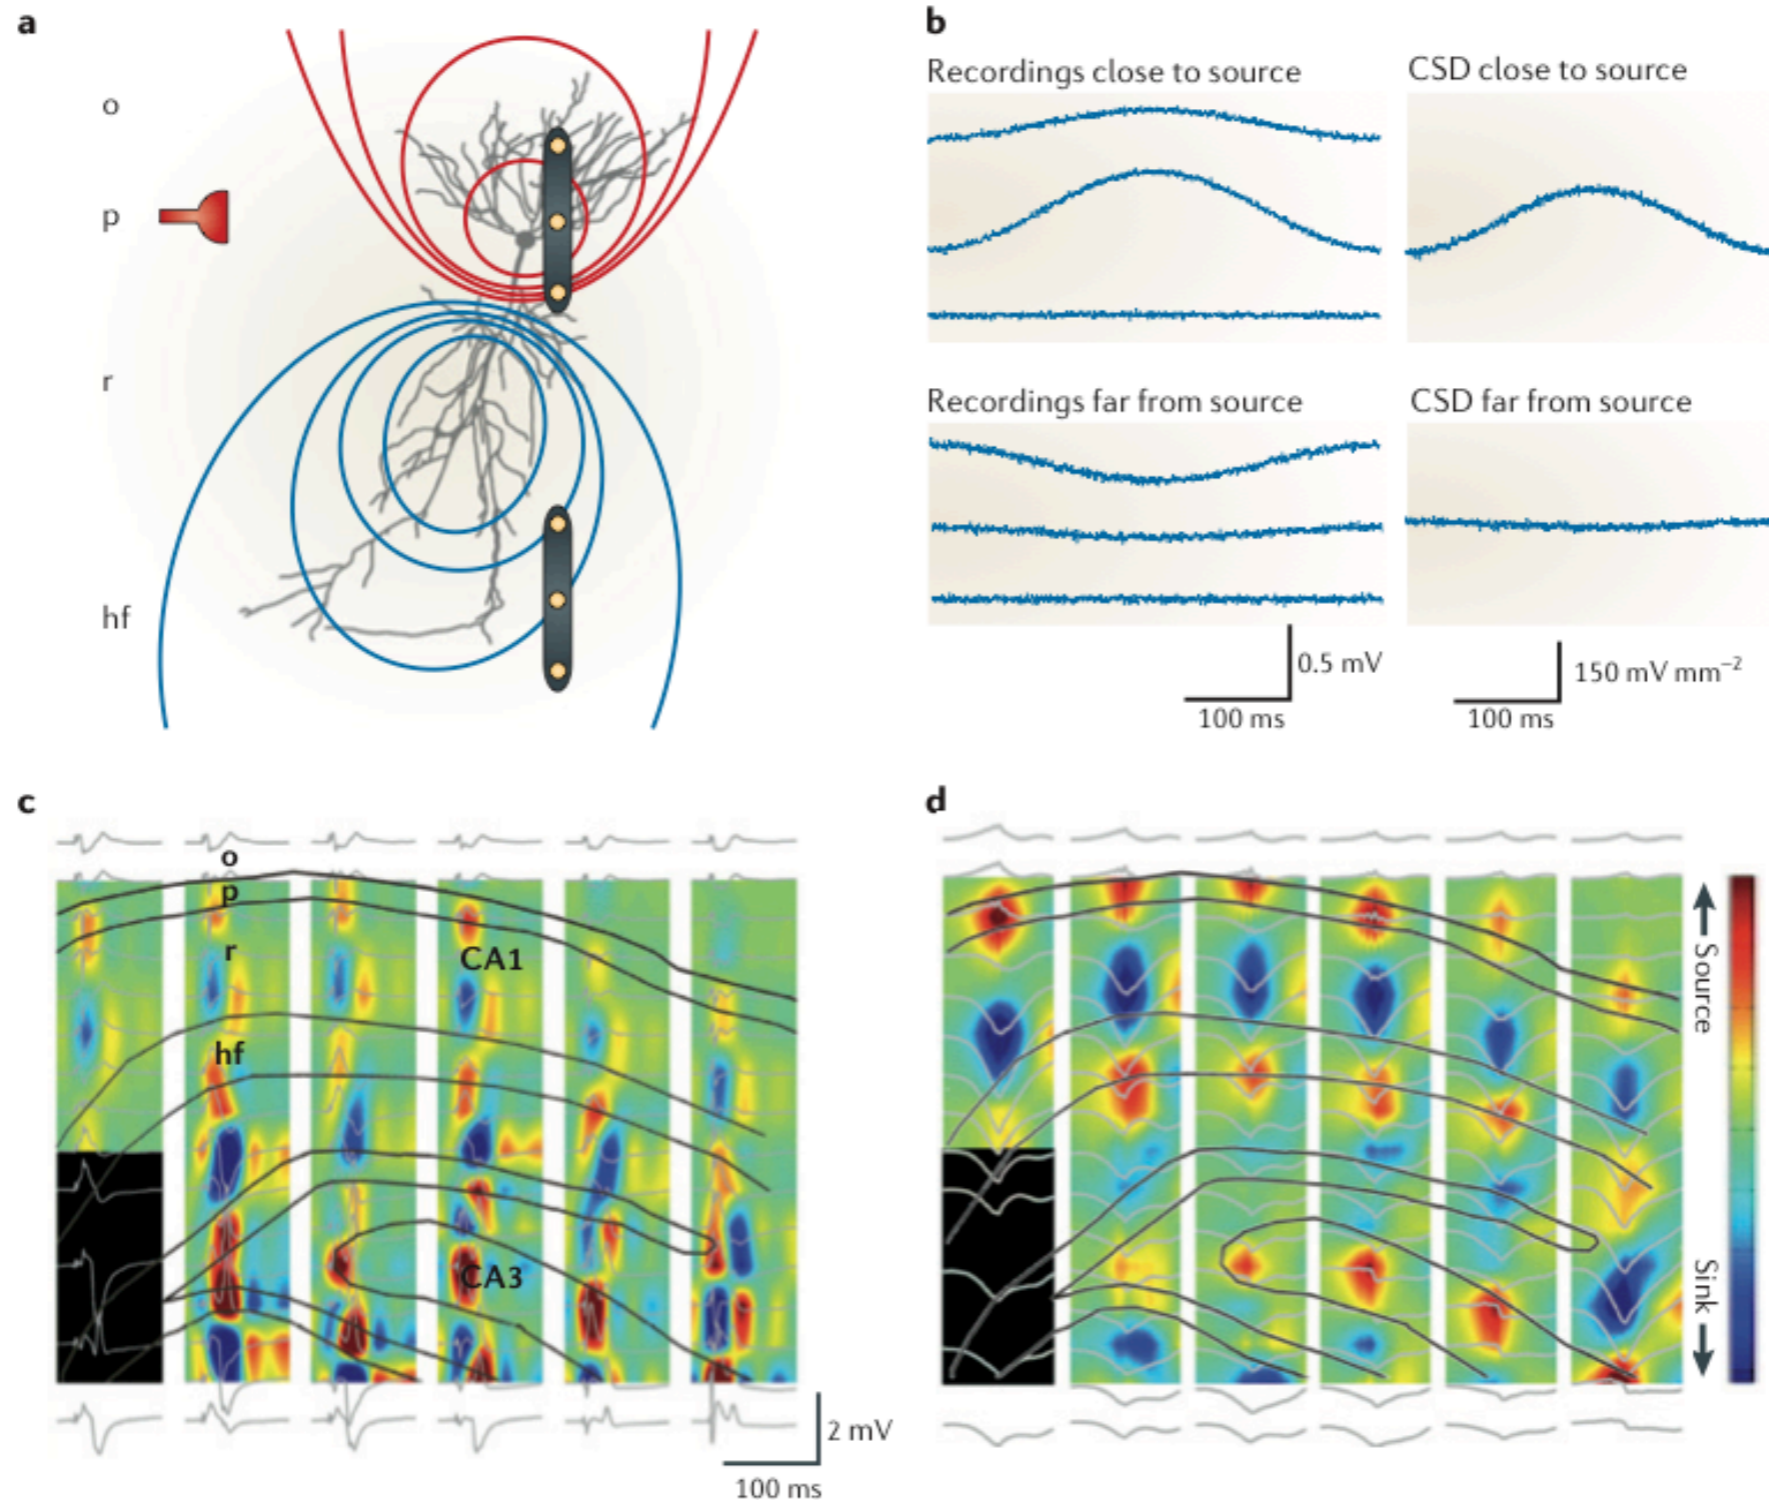 a
o
p
r
hf
b
Recordings close to source
CSD close to source
Recordings far from source
CSD far from source
0.5 mV
100 ms
150 mV mm⁻²
100 ms
c
o
p
r
CA1
hf
CA3
2 mV
100 ms
d
Source
Sink